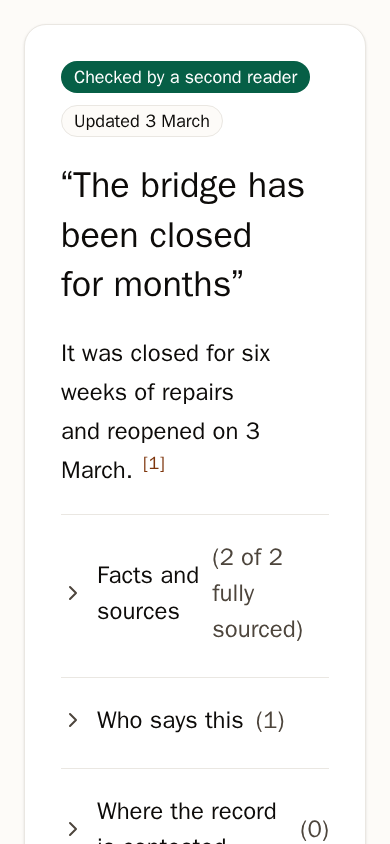 Checked by a second reader
Updated 3 March
“The bridge has
been closed
for months”
It was closed for six
weeks of repairs
and reopened on 3
March. [1]
Facts and
sources
(2 of 2
fully
sourced)
Who says this (1)
Where the record
is contested
(0)